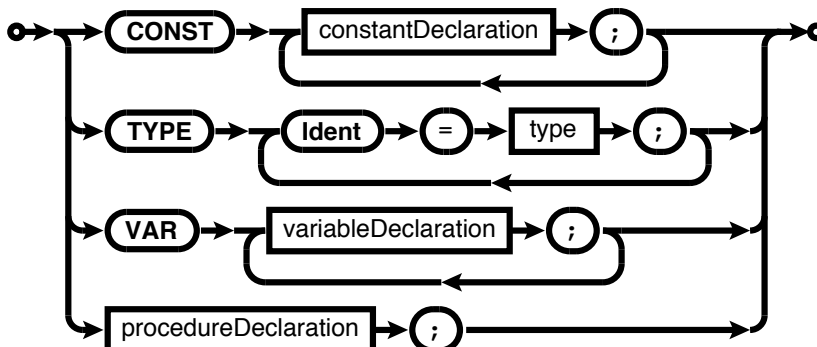 CONST constantDeclaration ;
TYPE Ident = type ;
VAR variableDeclaration ;
procedureDeclaration ;